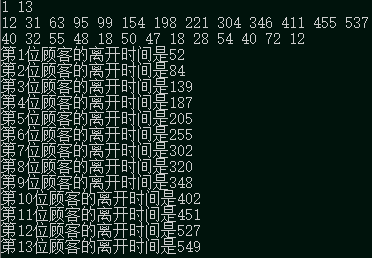 1 13
12 31 63 95 99 154 198 221 304 346 411 455 537
40 32 55 48 18 50 47 18 28 54 40 72 12
第1位顾客的离开时间是52
第2位顾客的离开时间是84
第3位顾客的离开时间是139
第4位顾客的离开时间是187
第5位顾客的离开时间是205
第6位顾客的离开时间是255
第7位顾客的离开时间是302
第8位顾客的离开时间是320
第9位顾客的离开时间是348
第10位顾客的离开时间是402
第11位顾客的离开时间是451
第12位顾客的离开时间是527
第13位顾客的离开时间是549